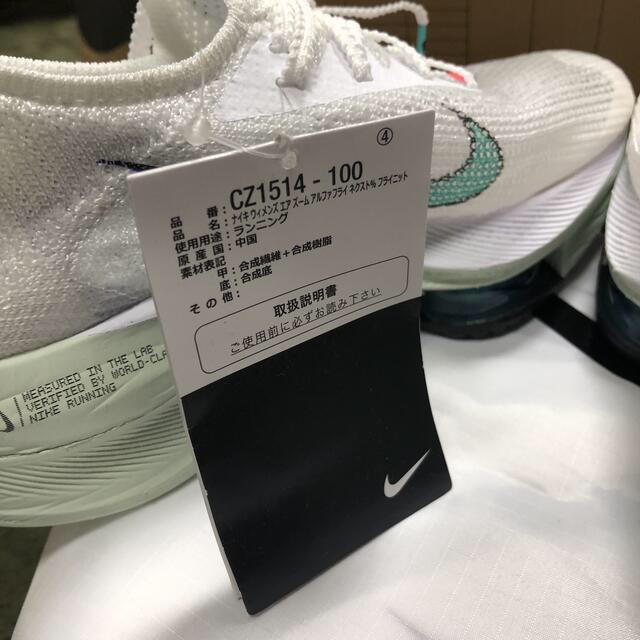 ④
品番:CZ1514-100
品名:ナイキ ウィメンズ エア ズーム アルファフライ ネクスト% フライニット
使用用途:ランニング
原産国:中国
素材表記
甲:合成繊維+合成樹脂
底:合成底
その他:
取扱説明書
ご使用前に必ずお読み下さい
MEASURED IN THE LAB
VERIFIED BY WORLD-CLA
NIKE RUNNING